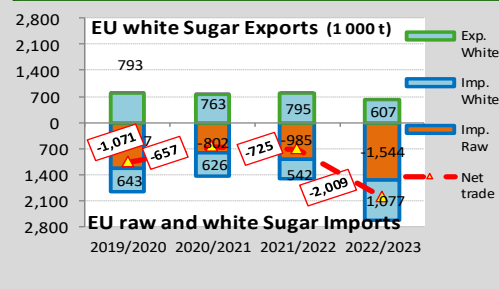 EU white Sugar Exports (1 000 t)
2,800
2,100
1,400
700
0
700
1,400
2,100
2,800
793
763
795
607
-1,071
-657
-802
-725
-985
-1,544
-2,009
643
626
542
1,077
EU raw and white Sugar Imports
2019/2020
2020/2021
2021/2022
2022/2023
Exp.
White
Imp.
White
Imp.
Raw
Net
trade